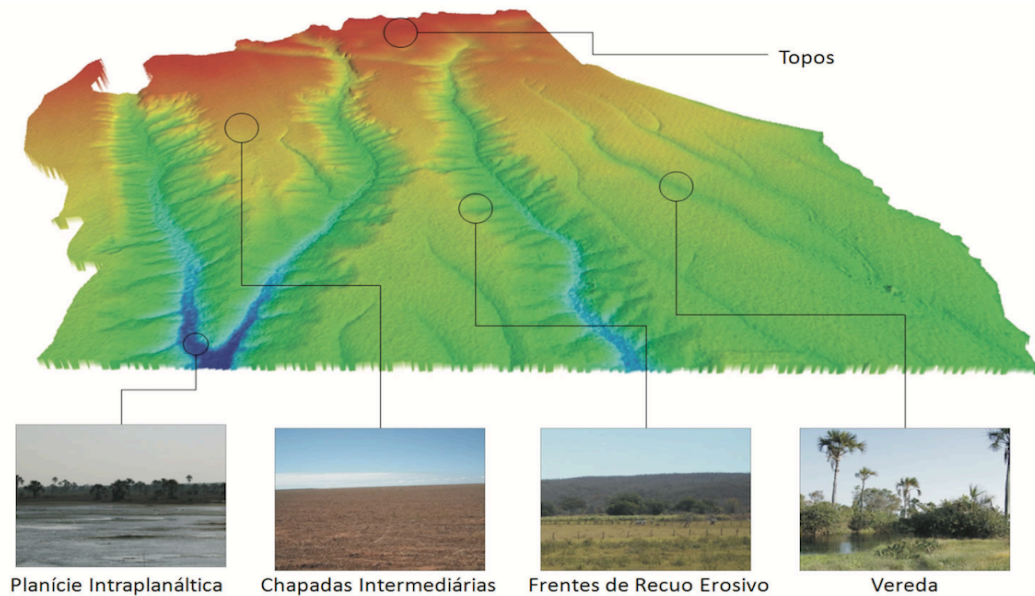 Topos
Planície Intraplanáltica
Chapadas Intermediárias
Frentes de Recuo Erosivo
Vereda